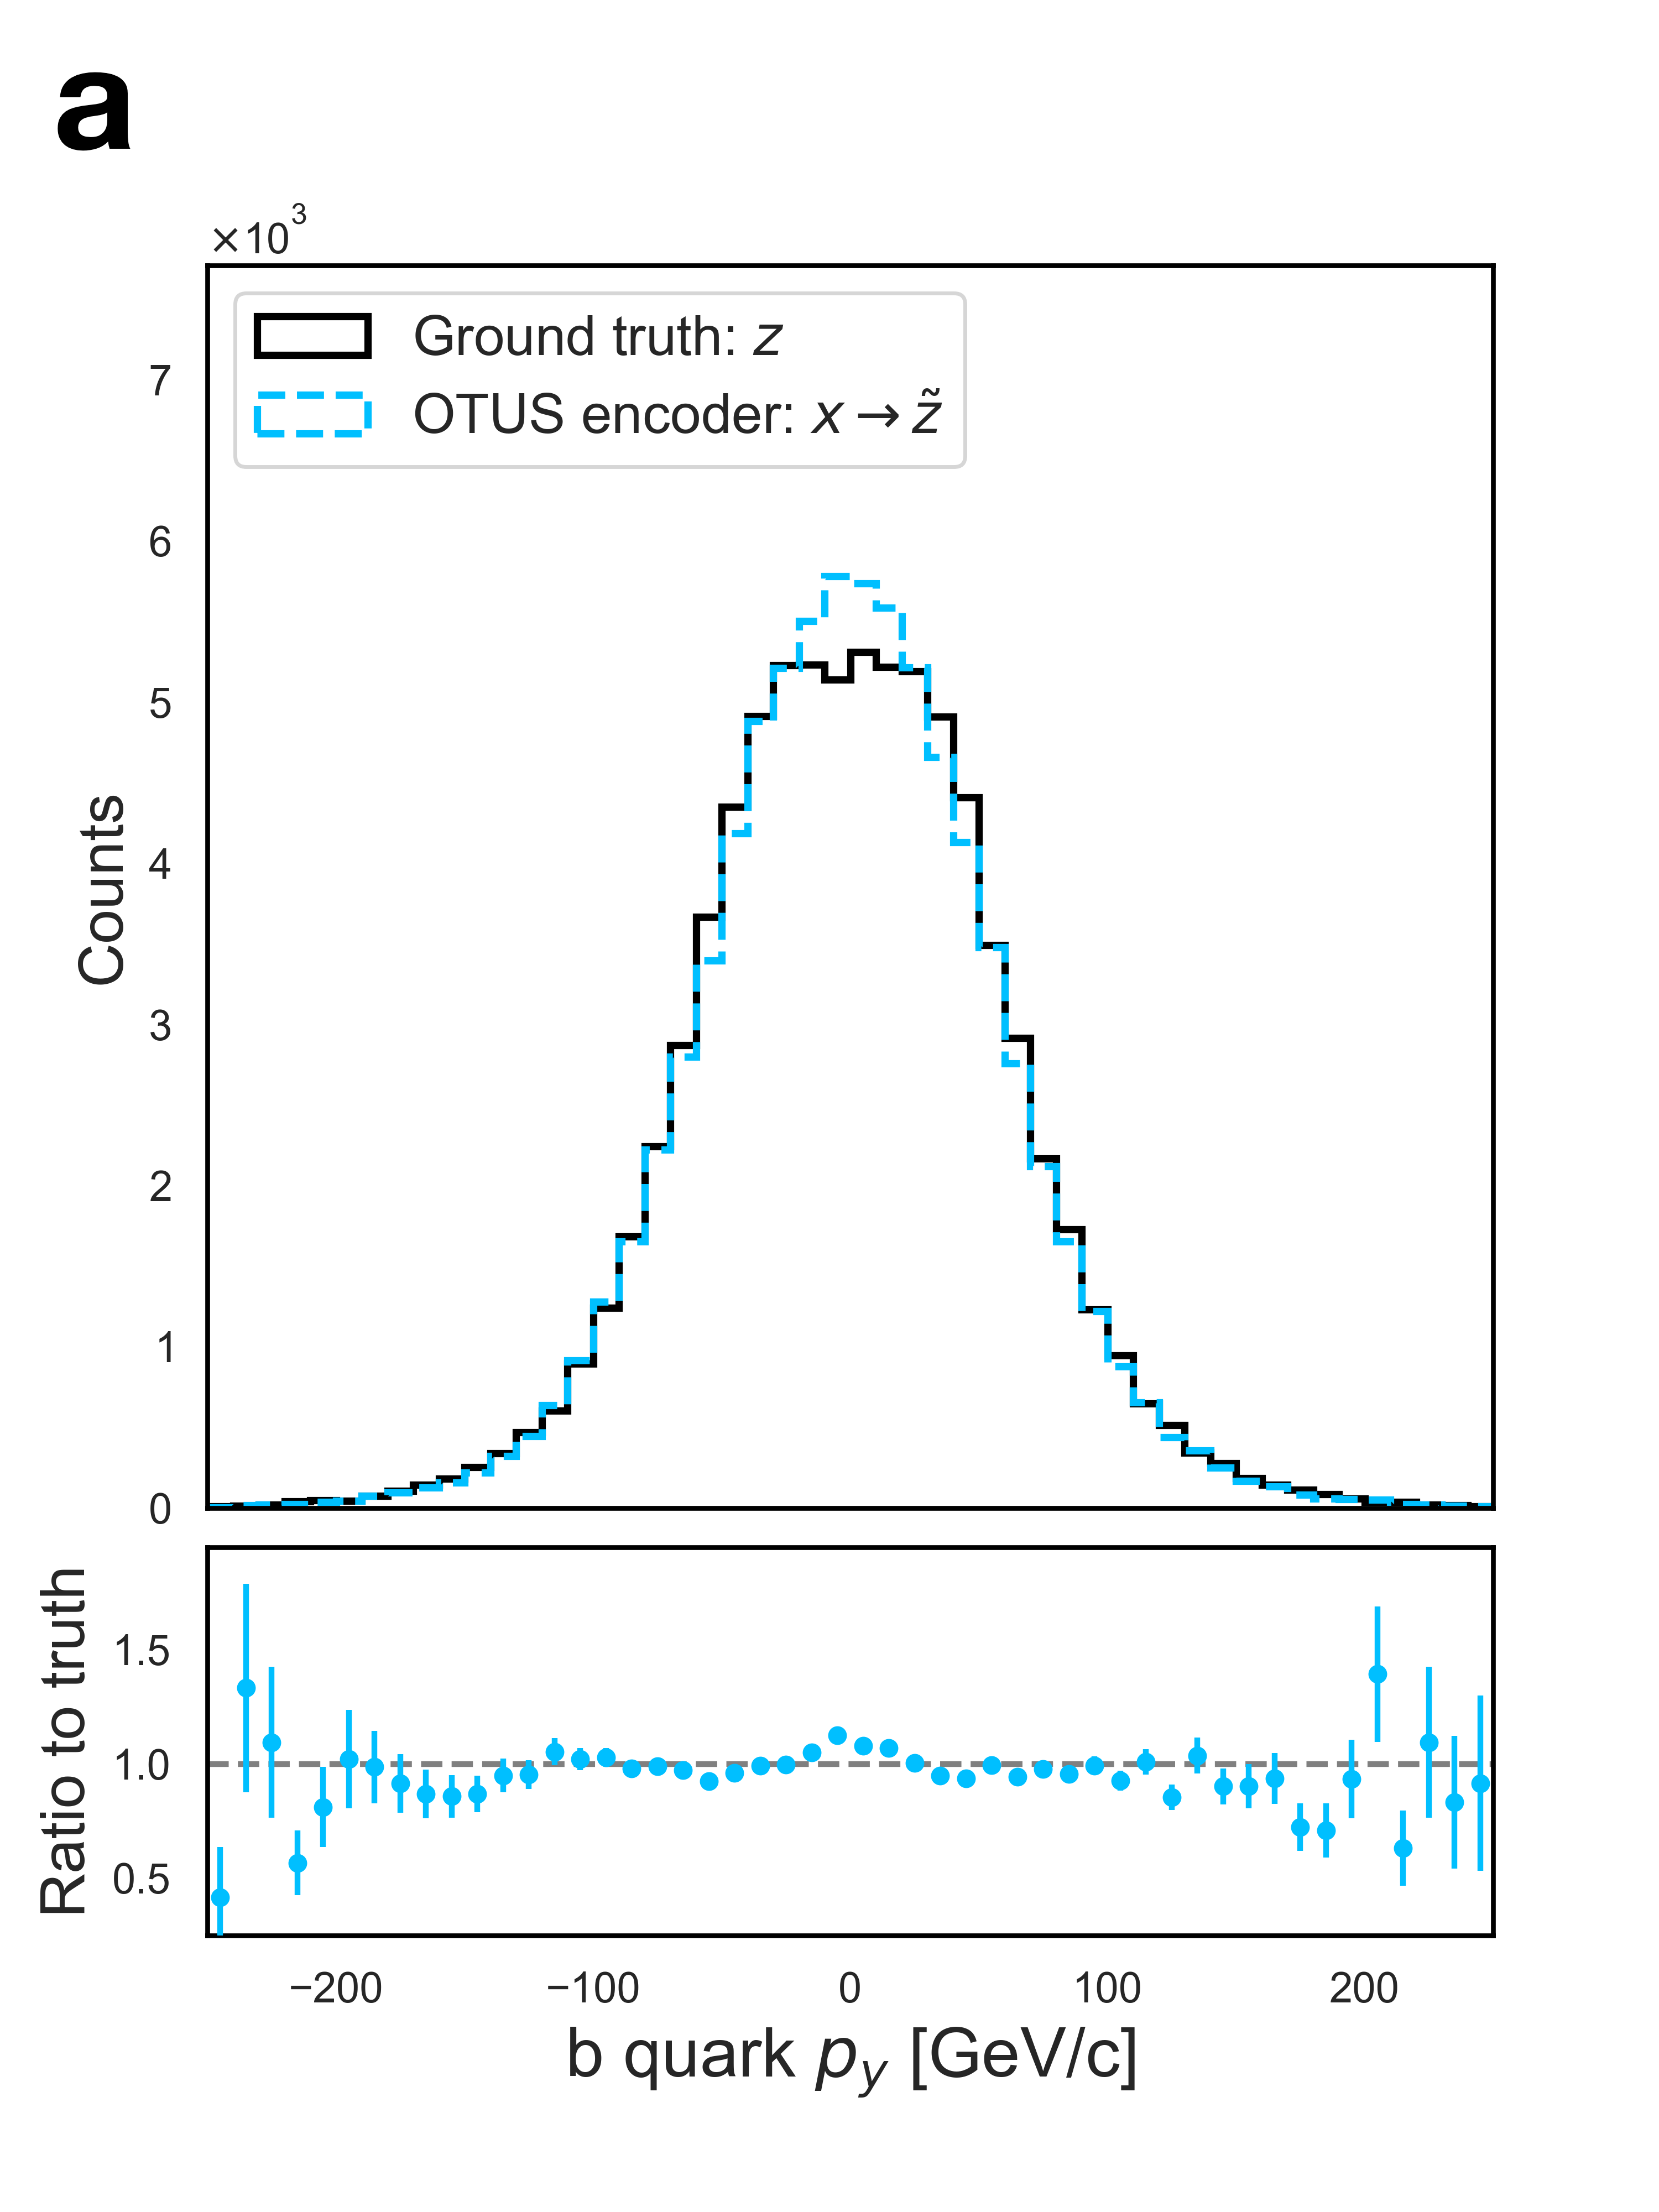 a
×10³
Ground truth: z
OTUS encoder: x → z̃
7
6
5
4
3
2
1
0
Counts
1.5
1.0
0.5
Ratio to truth
−200 −100 0 100 200
b quark p_y [GeV/c]